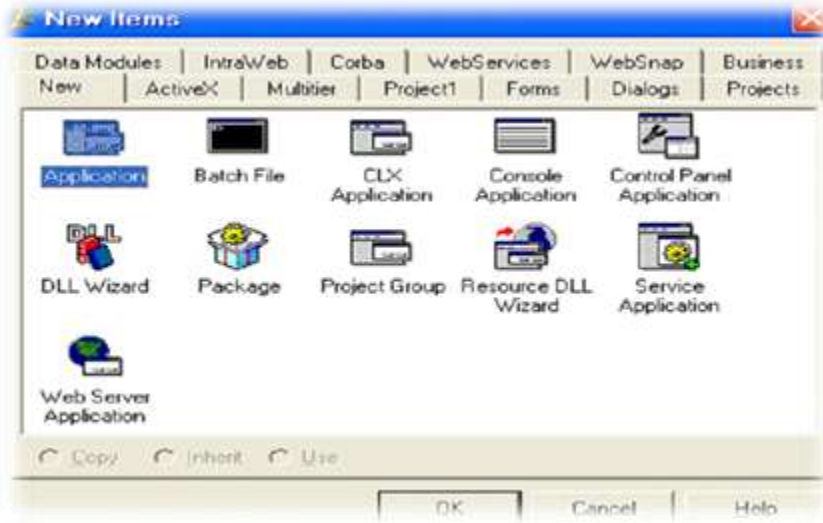 New Items
Data Modules IntraWeb Corba WebServices WebSnap Business
New ActiveX Multitier Project1 Forms Dialogs Projects
Application Batch File CLX Application Console Application Control Panel Application
DLL Wizard Package Project Group Resource DLL Wizard Service Application
Web Server Application
Copy Inherit Use
OK Cancel Help